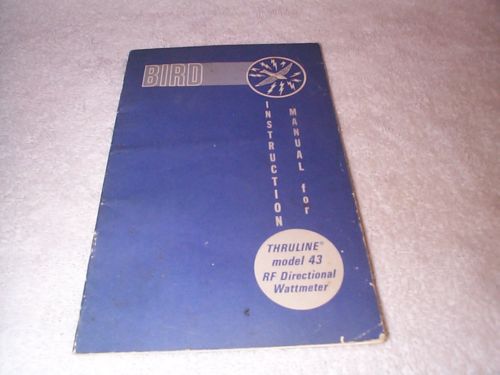 BIRD
INSTRUCTION
MANUAL for
THRULINE®
model 43
RF Directional
Wattmeter